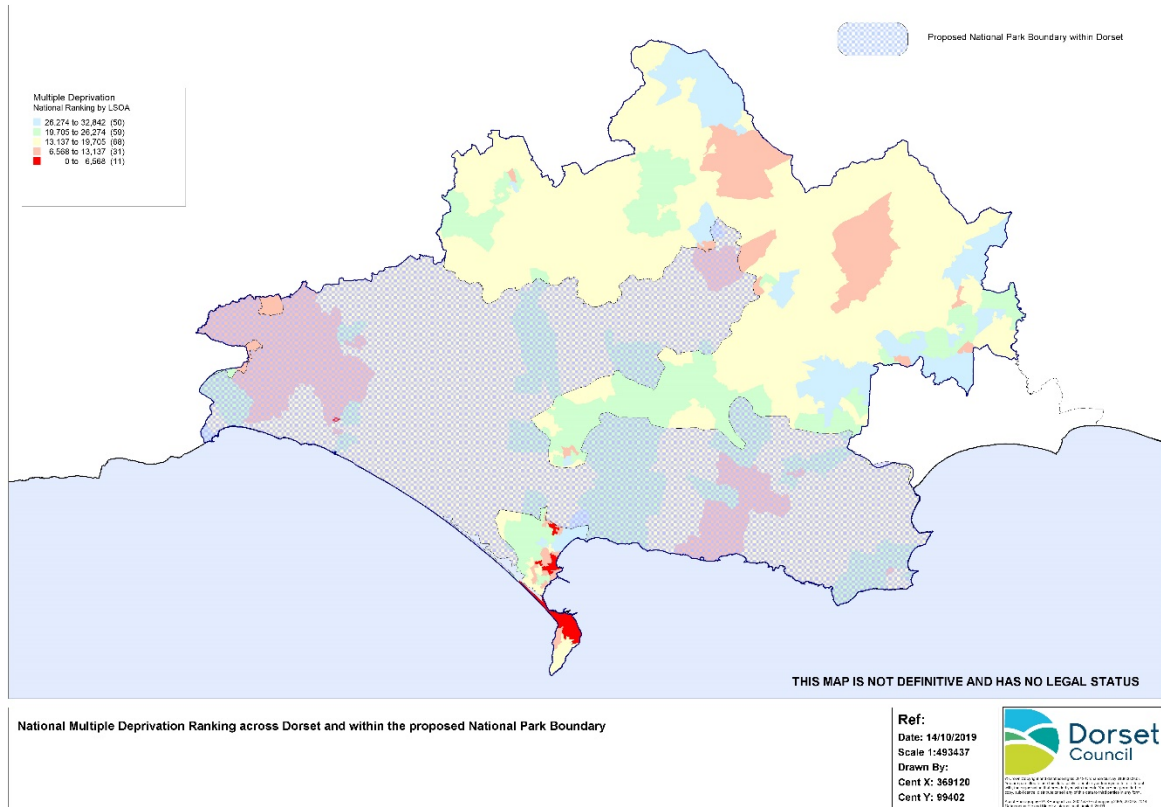 Proposed National Park Boundary within Dorset
Multiple Deprivation
National Ranking by LSOA
26,274 to 32,842 (50)
19,705 to 26,274 (59)
13,137 to 19,705 (68)
6,568 to 13,137 (31)
0 to 6,568 (11)
THIS MAP IS NOT DEFINITIVE AND HAS NO LEGAL STATUS
National Multiple Deprivation Ranking across Dorset and within the proposed National Park Boundary
Ref:
Date: 14/10/2019
Scale 1:493437
Drawn By:
Cent X: 369120
Cent Y: 99402
Dorset
Council